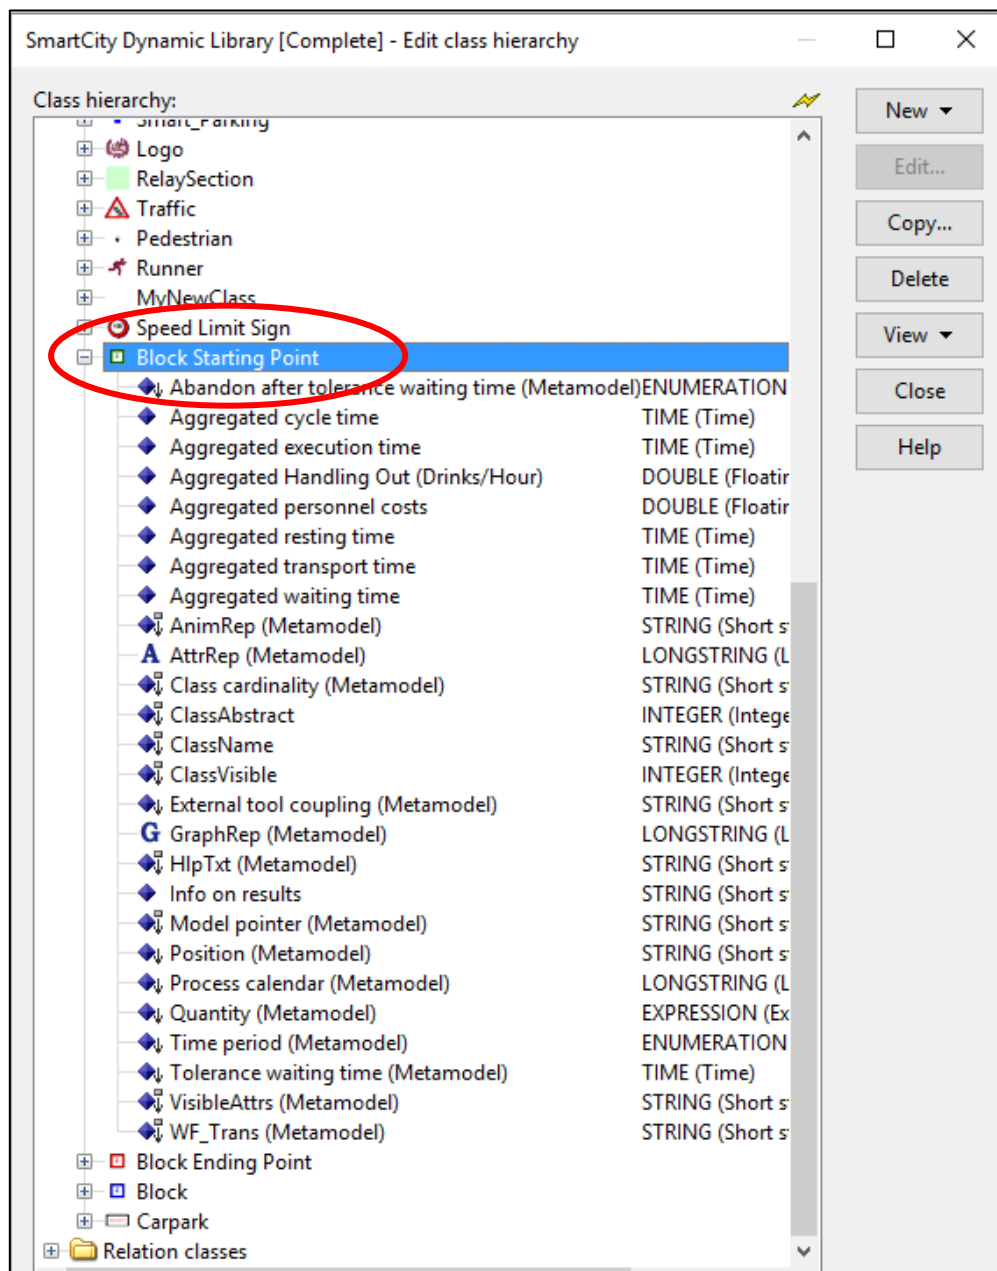 SmartCity Dynamic Library [Complete] - Edit class hierarchy
Class hierarchy:
New
Edit...
Copy...
Delete
View
Close
Help
Smart_Parking
Logo
RelaySection
Traffic
Pedestrian
Runner
MyNewClass
Speed Limit Sign
Block Starting Point
Abandon after tolerance waiting time (Metamodel) ENUMERATION
Aggregated cycle time TIME (Time)
Aggregated execution time TIME (Time)
Aggregated Handling Out (Drinks/Hour) DOUBLE (Floatin
Aggregated personnel costs DOUBLE (Floatin
Aggregated resting time TIME (Time)
Aggregated transport time TIME (Time)
Aggregated waiting time TIME (Time)
AnimRep (Metamodel) STRING (Short s
AttrRep (Metamodel) LONGSTRING (L
Class cardinality (Metamodel) STRING (Short s
ClassAbstract INTEGER (Intege
ClassName STRING (Short s
ClassVisible INTEGER (Intege
External tool coupling (Metamodel) STRING (Short s
GraphRep (Metamodel) LONGSTRING (L
HlpTxt (Metamodel) STRING (Short s
Info on results STRING (Short s
Model pointer (Metamodel) STRING (Short s
Position (Metamodel) STRING (Short s
Process calendar (Metamodel) LONGSTRING (L
Quantity (Metamodel) EXPRESSION (Ex
Time period (Metamodel) ENUMERATION
Tolerance waiting time (Metamodel) TIME (Time)
VisibleAttrs (Metamodel) STRING (Short s
WF_Trans (Metamodel) STRING (Short s
Block Ending Point
Block
Carpark
Relation classes